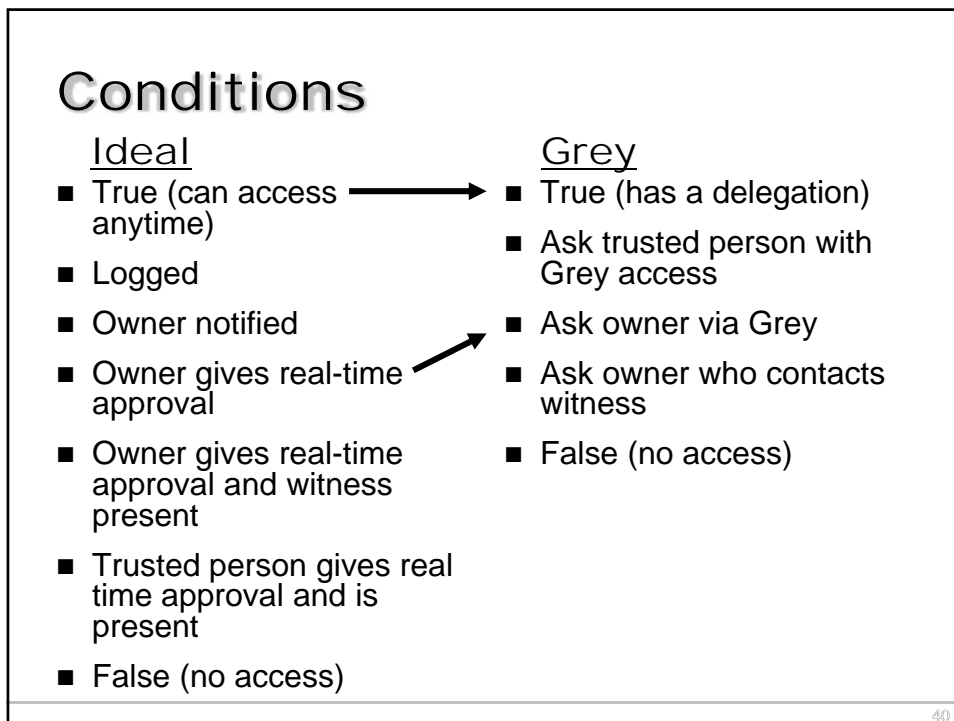 Conditions
Ideal
■ True (can access
anytime)
■ Logged
■ Owner notified
■ Owner gives real-time
approval
■ Owner gives real-time
approval and witness
present
■ Trusted person gives real
time approval and is
present
■ False (no access)
Grey
■ True (has a delegation)
■ Ask trusted person with
Grey access
■ Ask owner via Grey
■ Ask owner who contacts
witness
■ False (no access)
40